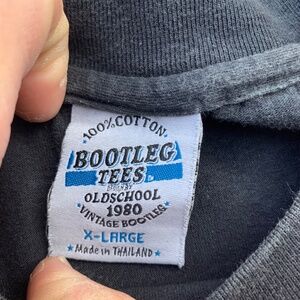 100% COTTON
BOOTLEG
TEES
OLDSCHOOL
1980
VINTAGE BOOTLEG
X-LARGE
Made in THAILAND